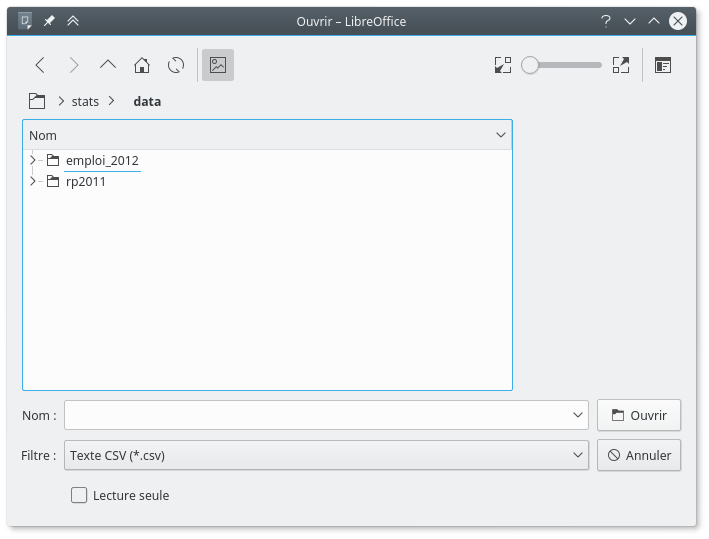 Ouvrir – LibreOffice
stats data
Nom
emploi_2012
rp2011
Nom : Ouvrir
Filtre : Texte CSV (*.csv) Annuler
Lecture seule